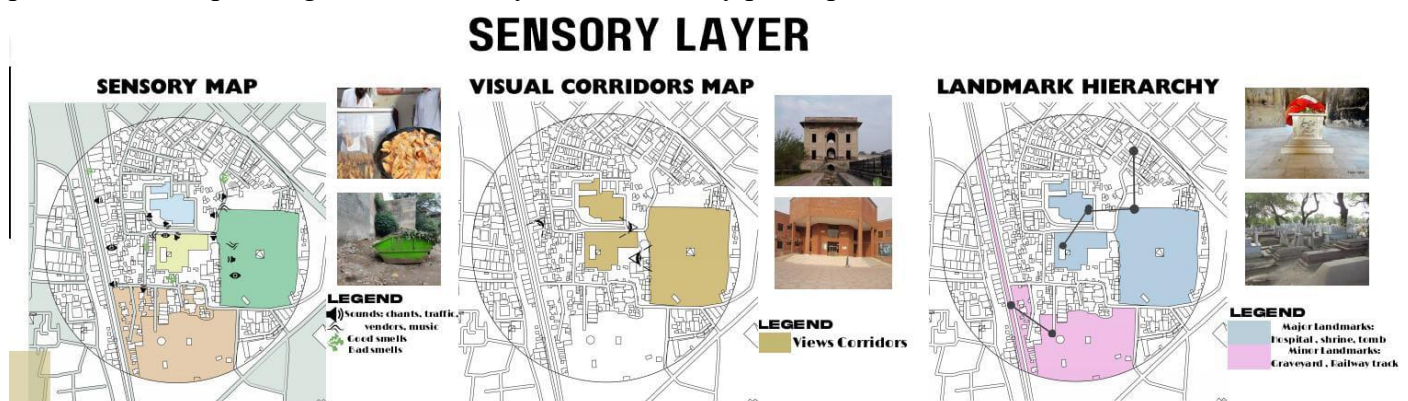 SENSORY LAYER
SENSORY MAP
VISUAL CORRIDORS MAP
LANDMARK HIERARCHY
LEGEND
Sounds: chants, traffic,
vendors, music
Good smells
Bad smells
LEGEND
Views Corridors
LEGEND
Major Landmarks:
hospital , shrine, tomb
Minor Landmarks:
Graveyard , Railway track